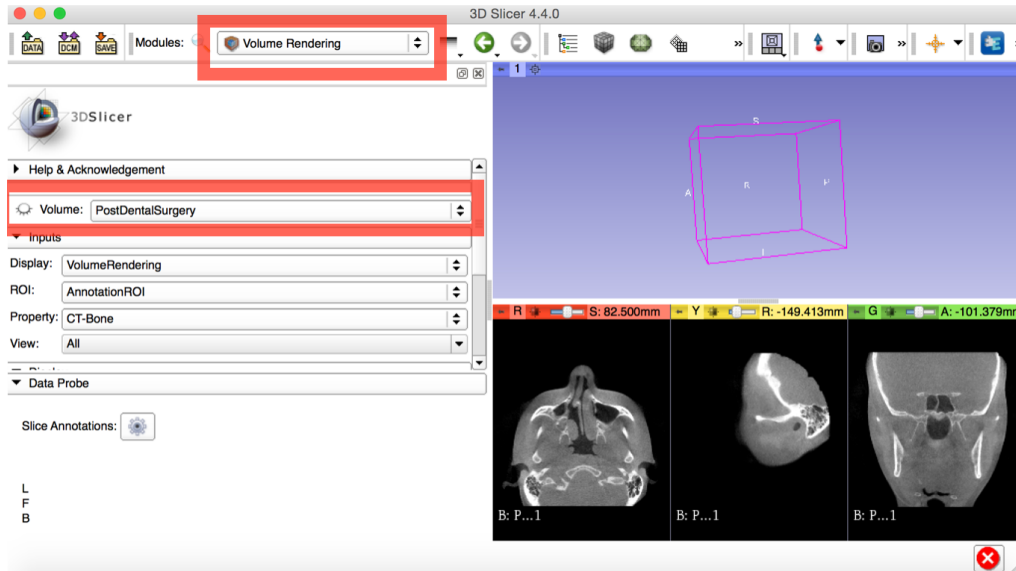 3D Slicer 4.4.0
DATA DCM SAVE Modules: Volume Rendering » »
1
3DSlicer
Help & Acknowledgement
Volume: PostDentalSurgery
Inputs
Display: VolumeRendering
ROI: AnnotationROI
Property: CT-Bone
View: All
Data Probe
Slice Annotations:
L
F
B
S
A R P
I
R S: 82.500mm Y R: -149.413mm G A: -101.379mm
B: P...1 B: P...1 B: P...1